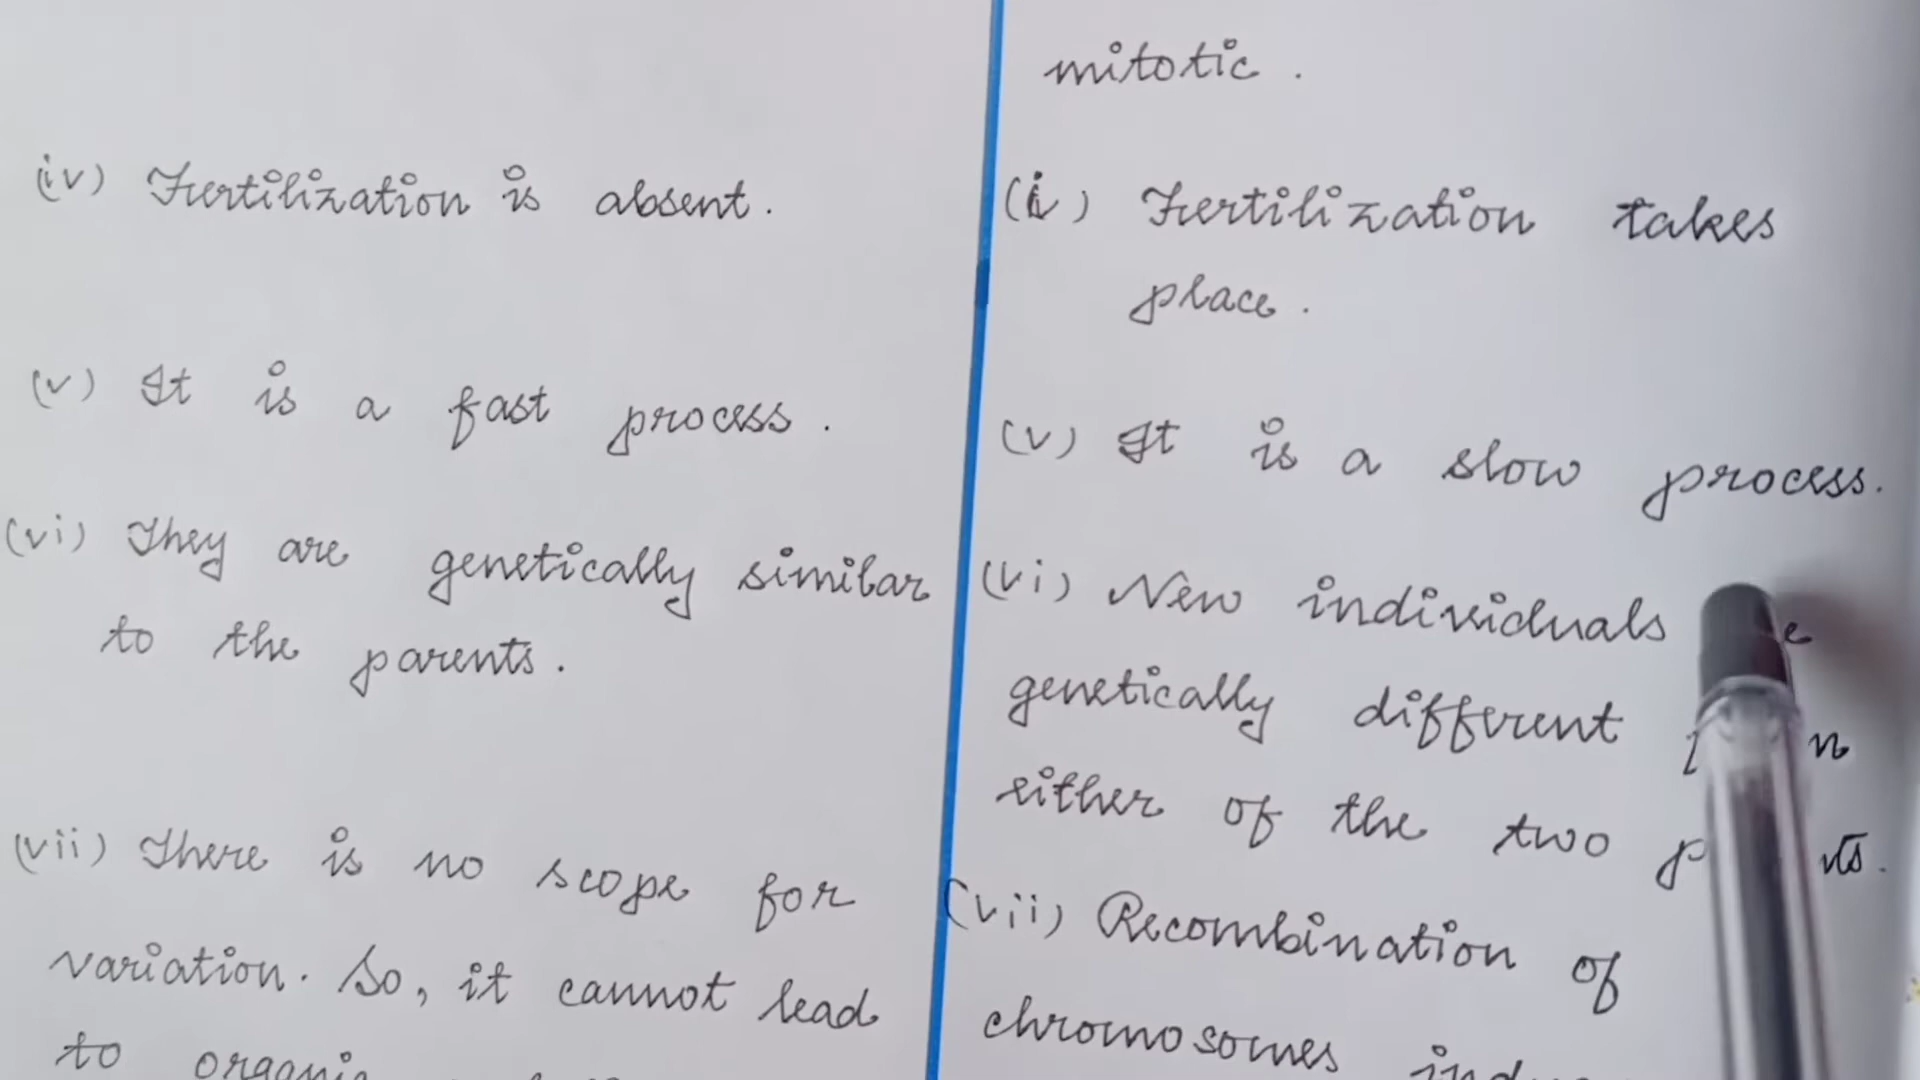 (iv) Fertilization is absent.
(v) It is a fast process.
(vi) They are genetically similar
to the parents.
(vii) There is no scope for
variation. So, it cannot lead
to organic
mitotic.
(iv) Fertilization takes
place.
(v) It is a slow process.
(vi) New individuals
genetically different
either of the two
(vii) Recombination of
chromosomes